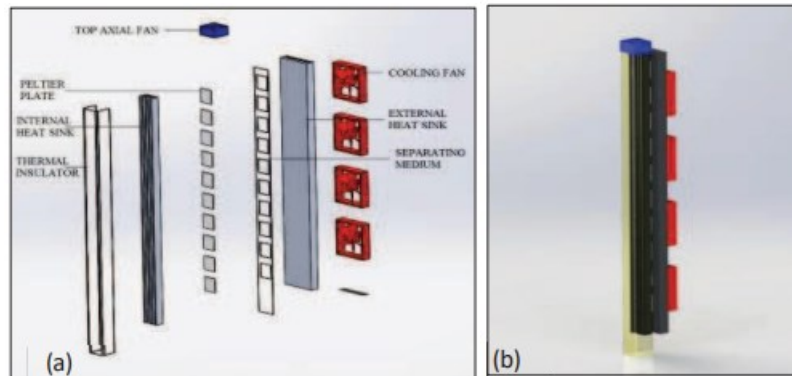 TOP AXIAL FAN
PELTIER
PLATE
INTERNAL
HEAT SINK
THERMAL
INSULATOR
COOLING FAN
EXTERNAL
HEAT SINK
SEPARATING
MEDIUM
(a)
(b)